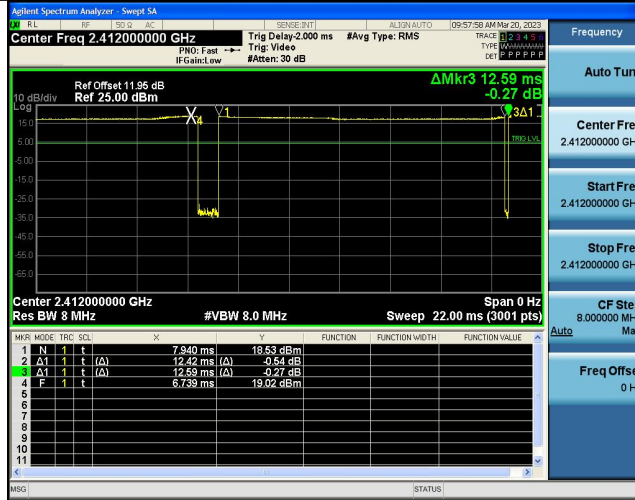 Agilent Spectrum Analyzer - Swept SA
LXI RL RF 50 Ω AC SENSE:INT ALIGN AUTO 09:57:58 AM Mar 20, 2023
Center Freq 2.412000000 GHz
PNO: Fast
IFGain:Low
Trig Delay-2.000 ms
Trig: Video
#Atten: 30 dB
#Avg Type: RMS
TRACE 1 2 3 4 5 6
TYPE
DET P P P P P P
Frequency
Auto Tun
Ref Offset 11.95 dB
10 dB/div Ref 25.00 dBm
ΔMkr3 12.59 ms
-0.27 dB
Log
15.0
5.00
-5.00
-15.0
-25.0
-35.0
-45.0
-55.0
-65.0
X4
1
3Δ1
TRIG LVL
Center Fre
2.412000000 GH
Start Fre
2.412000000 GH
Stop Fre
2.412000000 GH
Center 2.412000000 GHz Span 0 Hz
Res BW 8 MHz #VBW 8.0 MHz Sweep 22.00 ms (3001 pts)
CF Ste
8.000000 MH
Auto Ma
Freq Offse
0 H
MKR MODE TRC SCL X Y FUNCTION FUNCTION WIDTH FUNCTION VALUE
1 N 1 t 7.940 ms 18.53 dBm
2 Δ1 1 t (Δ) 12.42 ms (Δ) -0.54 dB
3 Δ1 1 t (Δ) 12.59 ms (Δ) -0.27 dB
4 F 1 t 6.739 ms 19.02 dBm
5
6
7
8
9
10
11
MSG STATUS